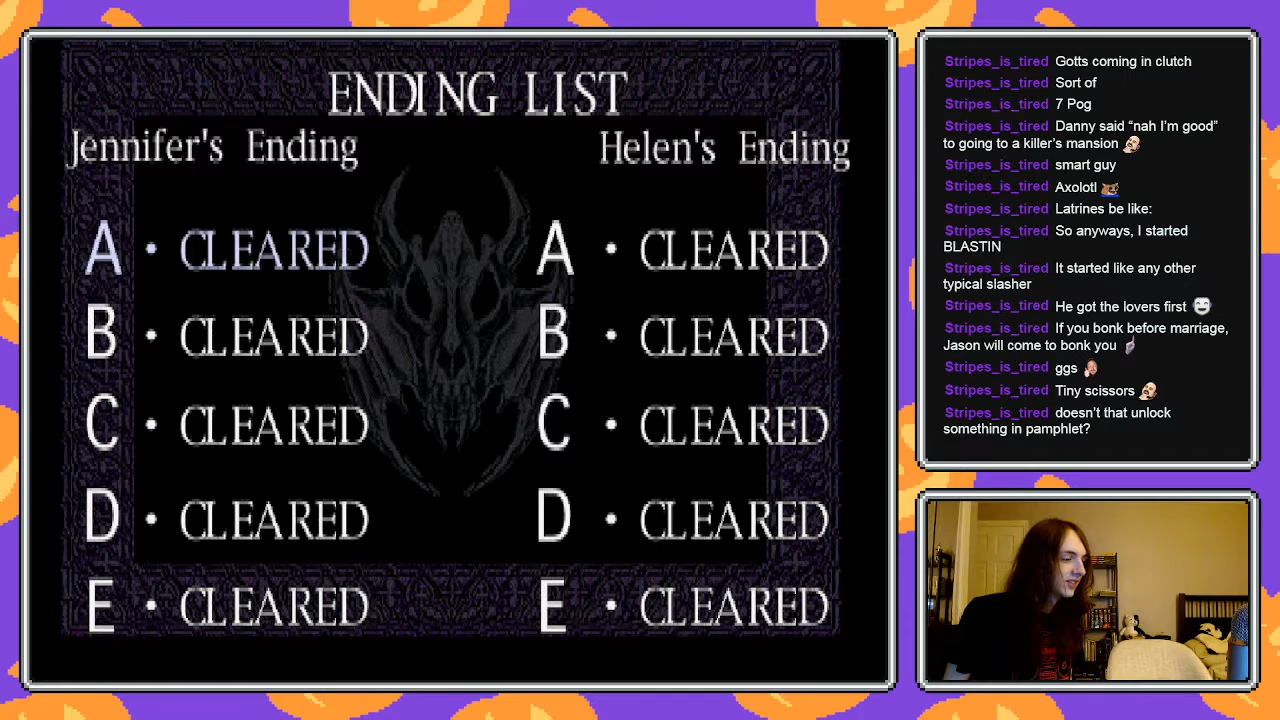 ENDING LIST
Jennifer's Ending
Helen's Ending
A • CLEARED
A • CLEARED
B • CLEARED
B • CLEARED
C • CLEARED
C • CLEARED
D • CLEARED
D • CLEARED
E • CLEARED
E • CLEARED
Stripes_is_tired Gotts coming in clutch
Stripes_is_tired Sort of
Stripes_is_tired 7 Pog
Stripes_is_tired Danny said “nah I’m good”
to going to a killer’s mansion
Stripes_is_tired smart guy
Stripes_is_tired Axolotl
Stripes_is_tired Latrines be like:
Stripes_is_tired So anyways, I started
BLASTIN
Stripes_is_tired It started like any other
typical slasher
Stripes_is_tired He got the lovers first
Stripes_is_tired If you bonk before marriage,
Jason will come to bonk you
Stripes_is_tired ggs
Stripes_is_tired Tiny scissors
Stripes_is_tired doesn’t that unlock
something in pamphlet?